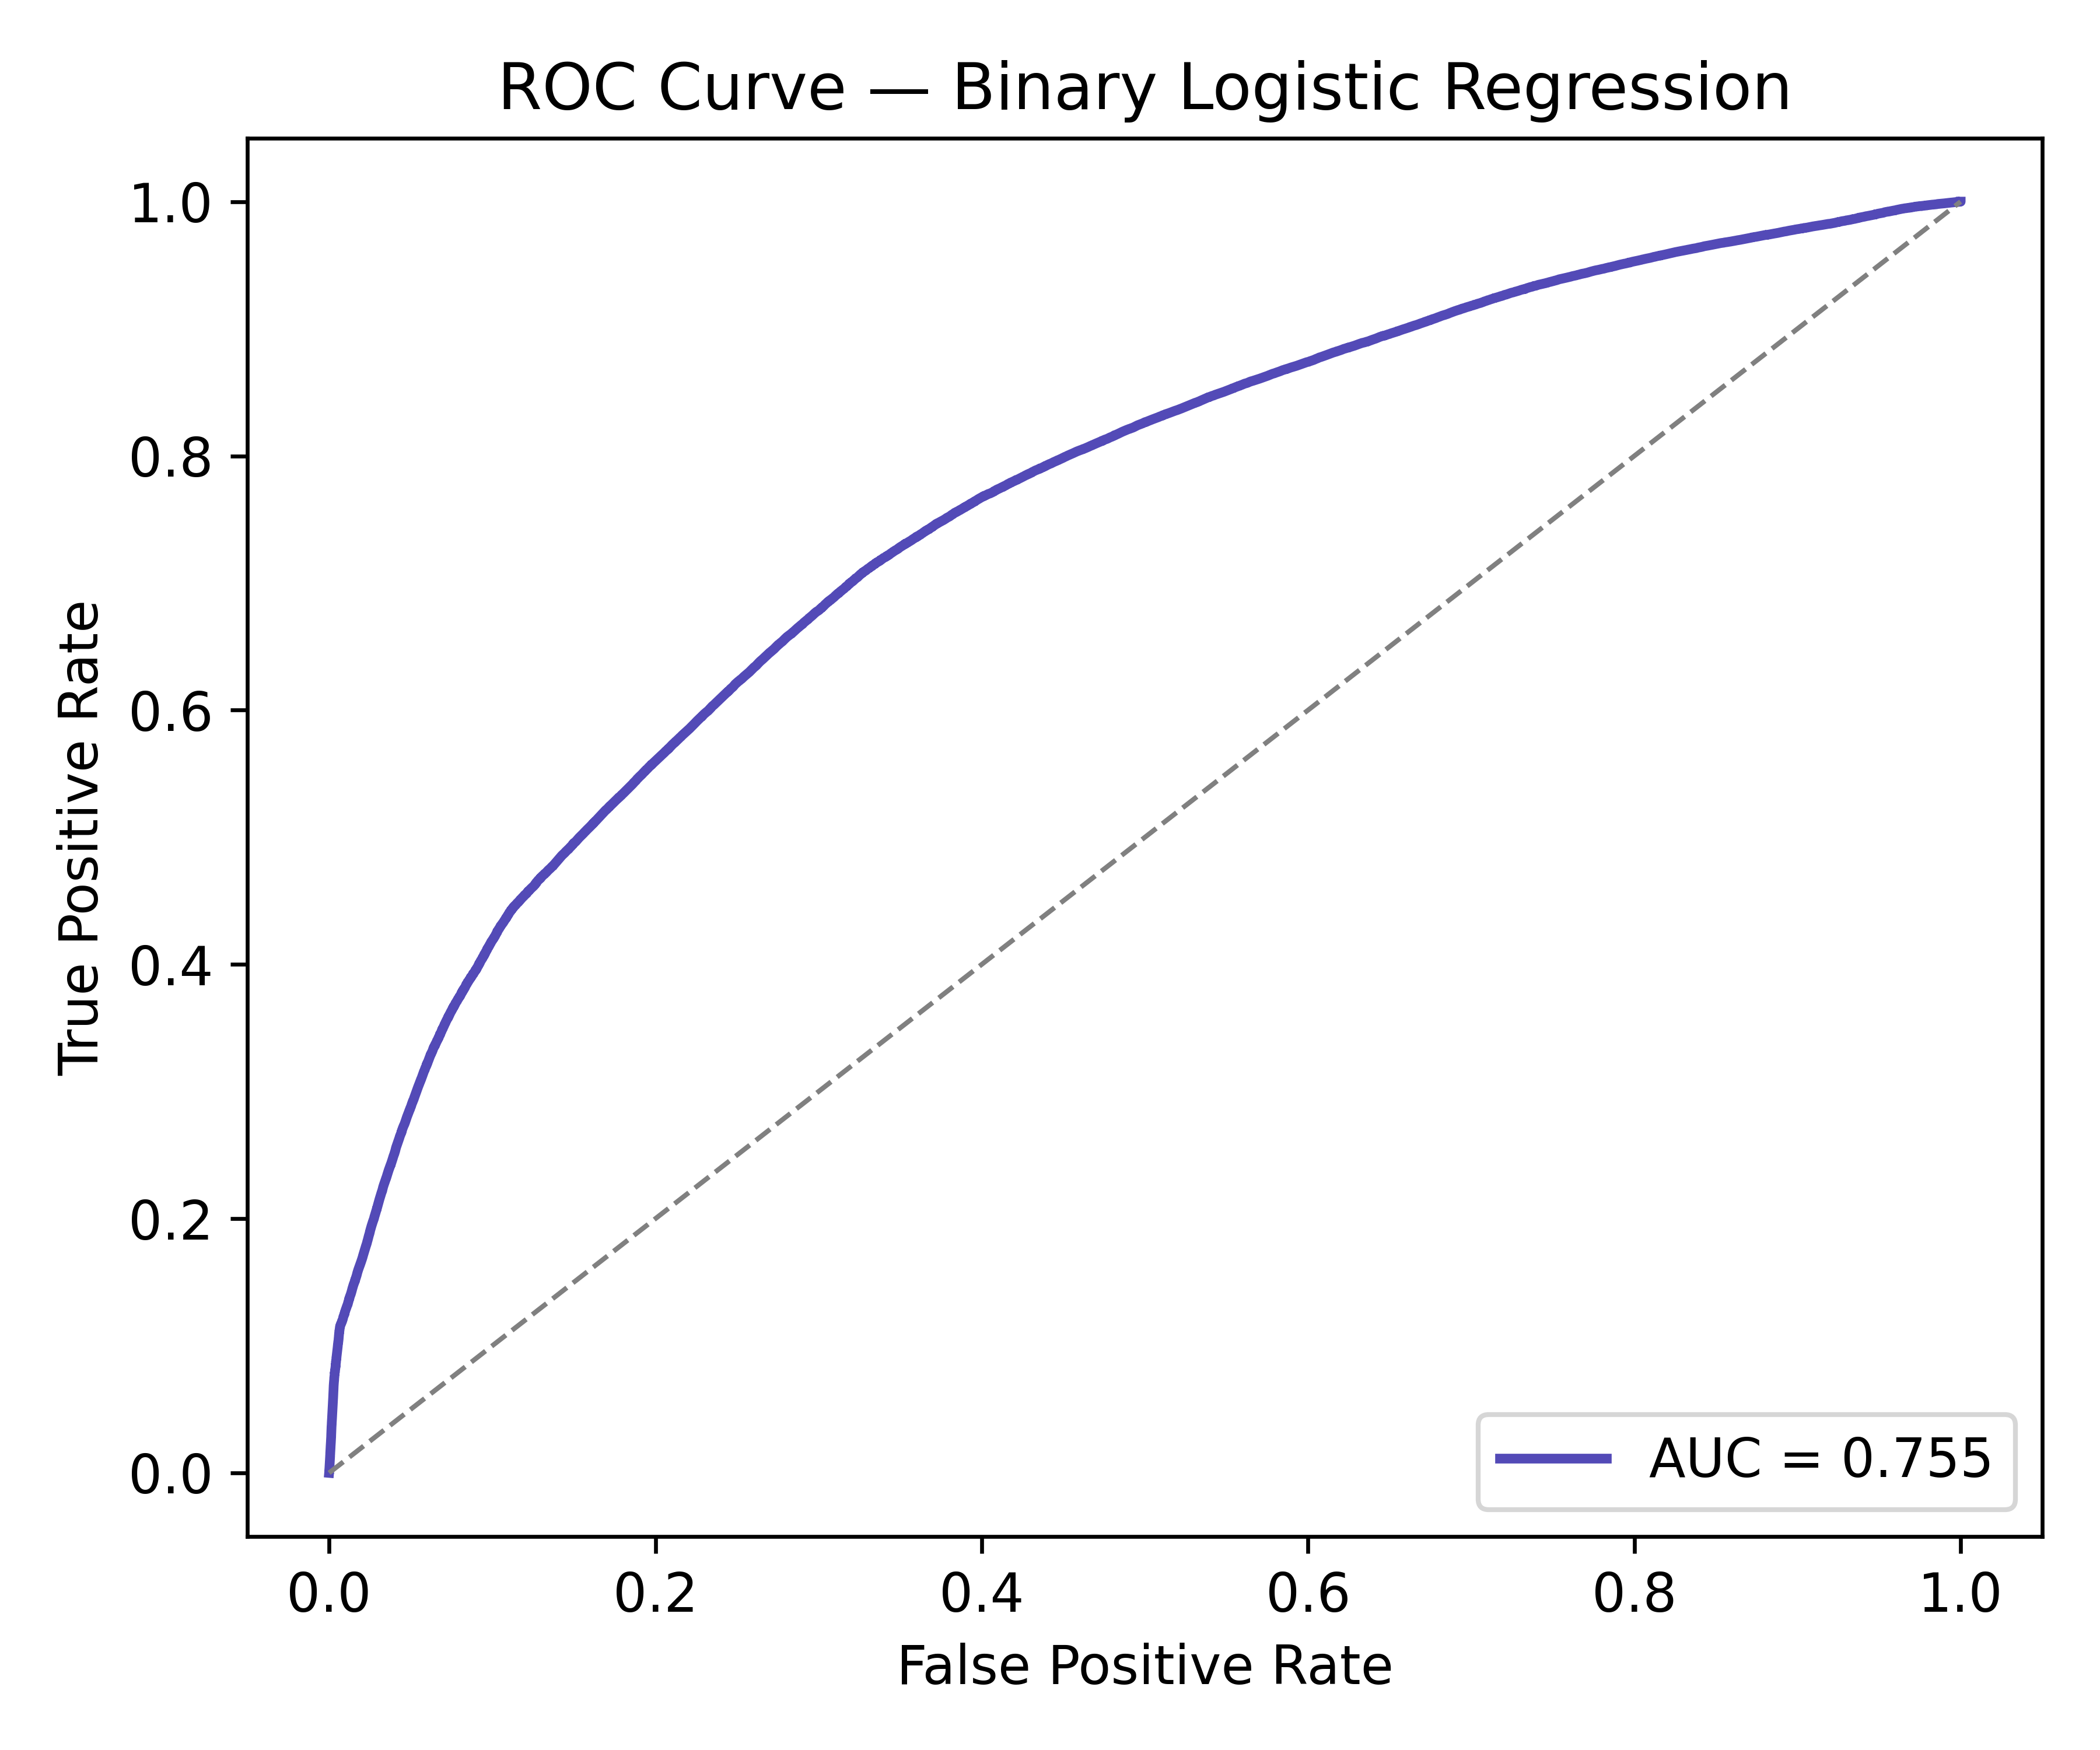 ROC Curve — Binary Logistic Regression
True Positive Rate
1.0
0.8
0.6
0.4
0.2
0.0
AUC = 0.755
0.0 0.2 0.4 0.6 0.8 1.0
False Positive Rate